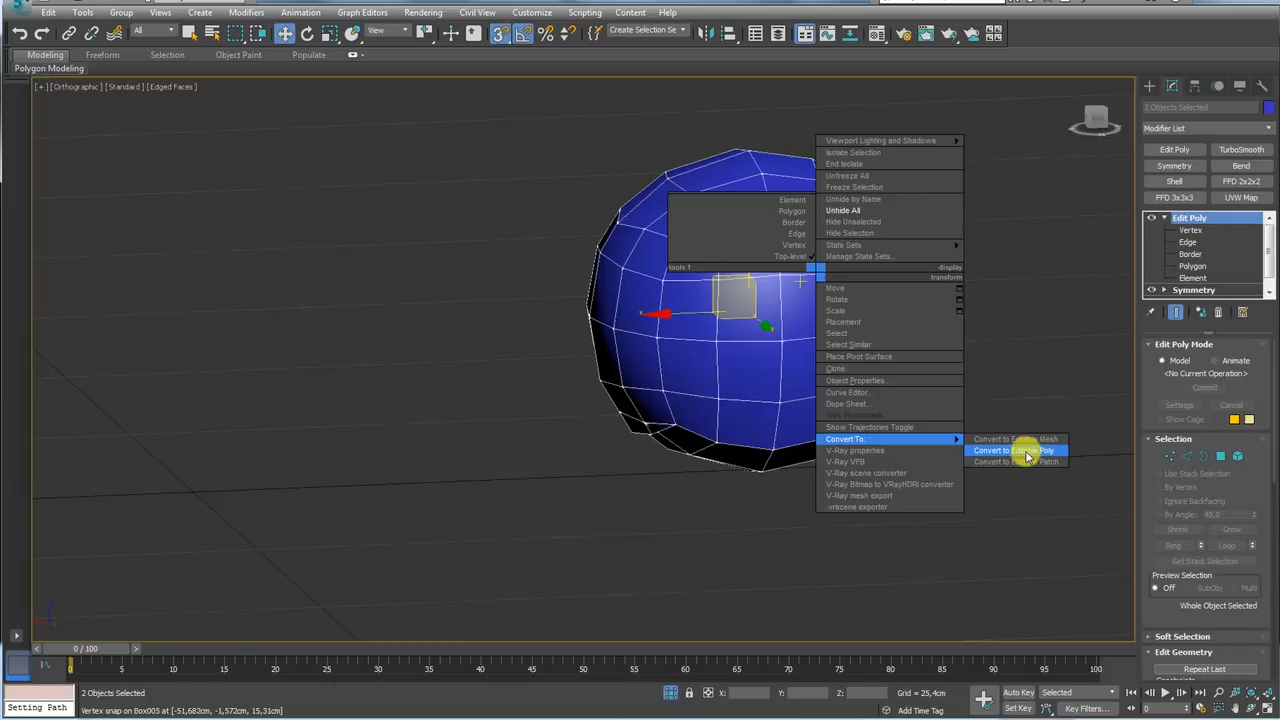 Edit Tools Group Views Create Modifiers Animation Graph Editors Rendering Civil View Customize Scripting Content Help
All View Create Selection Se
Modeling Freeform Selection Object Paint Populate
Polygon Modeling
[+] [Orthographic] [Standard] [Edged Faces]
2 Objects Selected
Modifier List
Edit Poly TurboSmooth
Symmetry Bend
Shell FFD 2x2x2
FFD 3x3x3 UVW Map
Edit Poly
Vertex
Edge
Border
Polygon
Element
Symmetry
Viewport Lighting and Shadows
Isolate Selection
End Isolate
Unfreeze All
Freeze Selection
Unhide by Name
Unhide All
Hide Unselected
Hide Selection
State Sets
Manage State Sets...
Element
Polygon
Border
Edge
Vertex
Top-level
tools 1 display
transform
Move
Rotate
Scale
Placement
Select
Select Similar
Place Pivot Surface
Clone
Object Properties...
Curve Editor...
Dope Sheet...
Wire Parameters...
Show Trajectories Toggle
Convert To:
V-Ray properties
V-Ray VFB
V-Ray scene converter
V-Ray Bitmap to VRayHDRI converter
V-Ray mesh export
.vrscene exporter
Convert to Editable Mesh
Convert to Editable Poly
Convert to Editable Patch
x
y
Edit Poly Mode
Model Animate
<No Current Operation>
Commit
Settings Cancel
Show Cage
Selection
Use Stack Selection
By Vertex
Ignore Backfacing
By Angle: 45,0
Shrink Grow
Ring Loop
Get Stack Selection
Preview Selection
Off SubObj Multi
Whole Object Selected
Soft Selection
Edit Geometry
Repeat Last
Constraints
0 / 100
0 5 10 15 20 25 30 35 40 45 50 55 60 65 70 75 80 85 90 95 100
2 Objects Selected
X: Y: Z: Grid = 25,4cm
Auto Key Selected
Setting Path
Vertex snap on Box005 at [-51,682cm, -1,572cm, 15,31cm]
Add Time Tag
Set Key Key Filters... 0